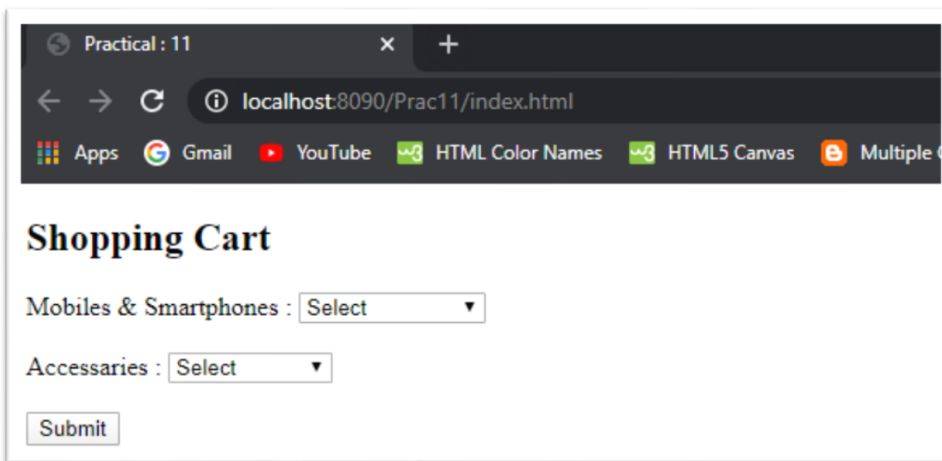 Practical : 11
localhost:8090/Prac11/index.html
Apps Gmail YouTube HTML Color Names HTML5 Canvas Multiple
Shopping Cart
Mobiles & Smartphones : Select
Accessaries : Select
Submit